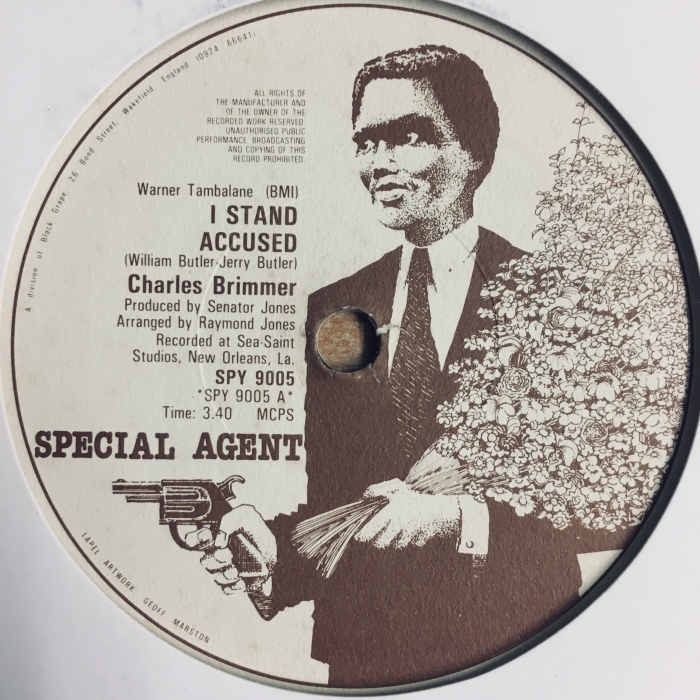 A division of Black Grape 26 Bond Street, Wakefield England (0924 66641)
ALL RIGHTS OF
THE MANUFACTURER AND
OF THE OWNER OF THE
RECORDED WORK RESERVED.
UNAUTHORISED PUBLIC
PERFORMANCE, BROADCASTING
AND COPYING OF THIS
RECORD PROHIBITED.
Warner Tambalane (BMI)
I STAND
ACCUSED
(William Butler-Jerry Butler)
Charles Brimmer
Produced by Senator Jones
Arranged by Raymond Jones
Recorded at Sea-Saint
Studios, New Orleans, La.
SPY 9005
*SPY 9005 A*
Time: 3.40 MCPS
SPECIAL AGENT
LAPEL ARTWORK GEOFF MARSTON